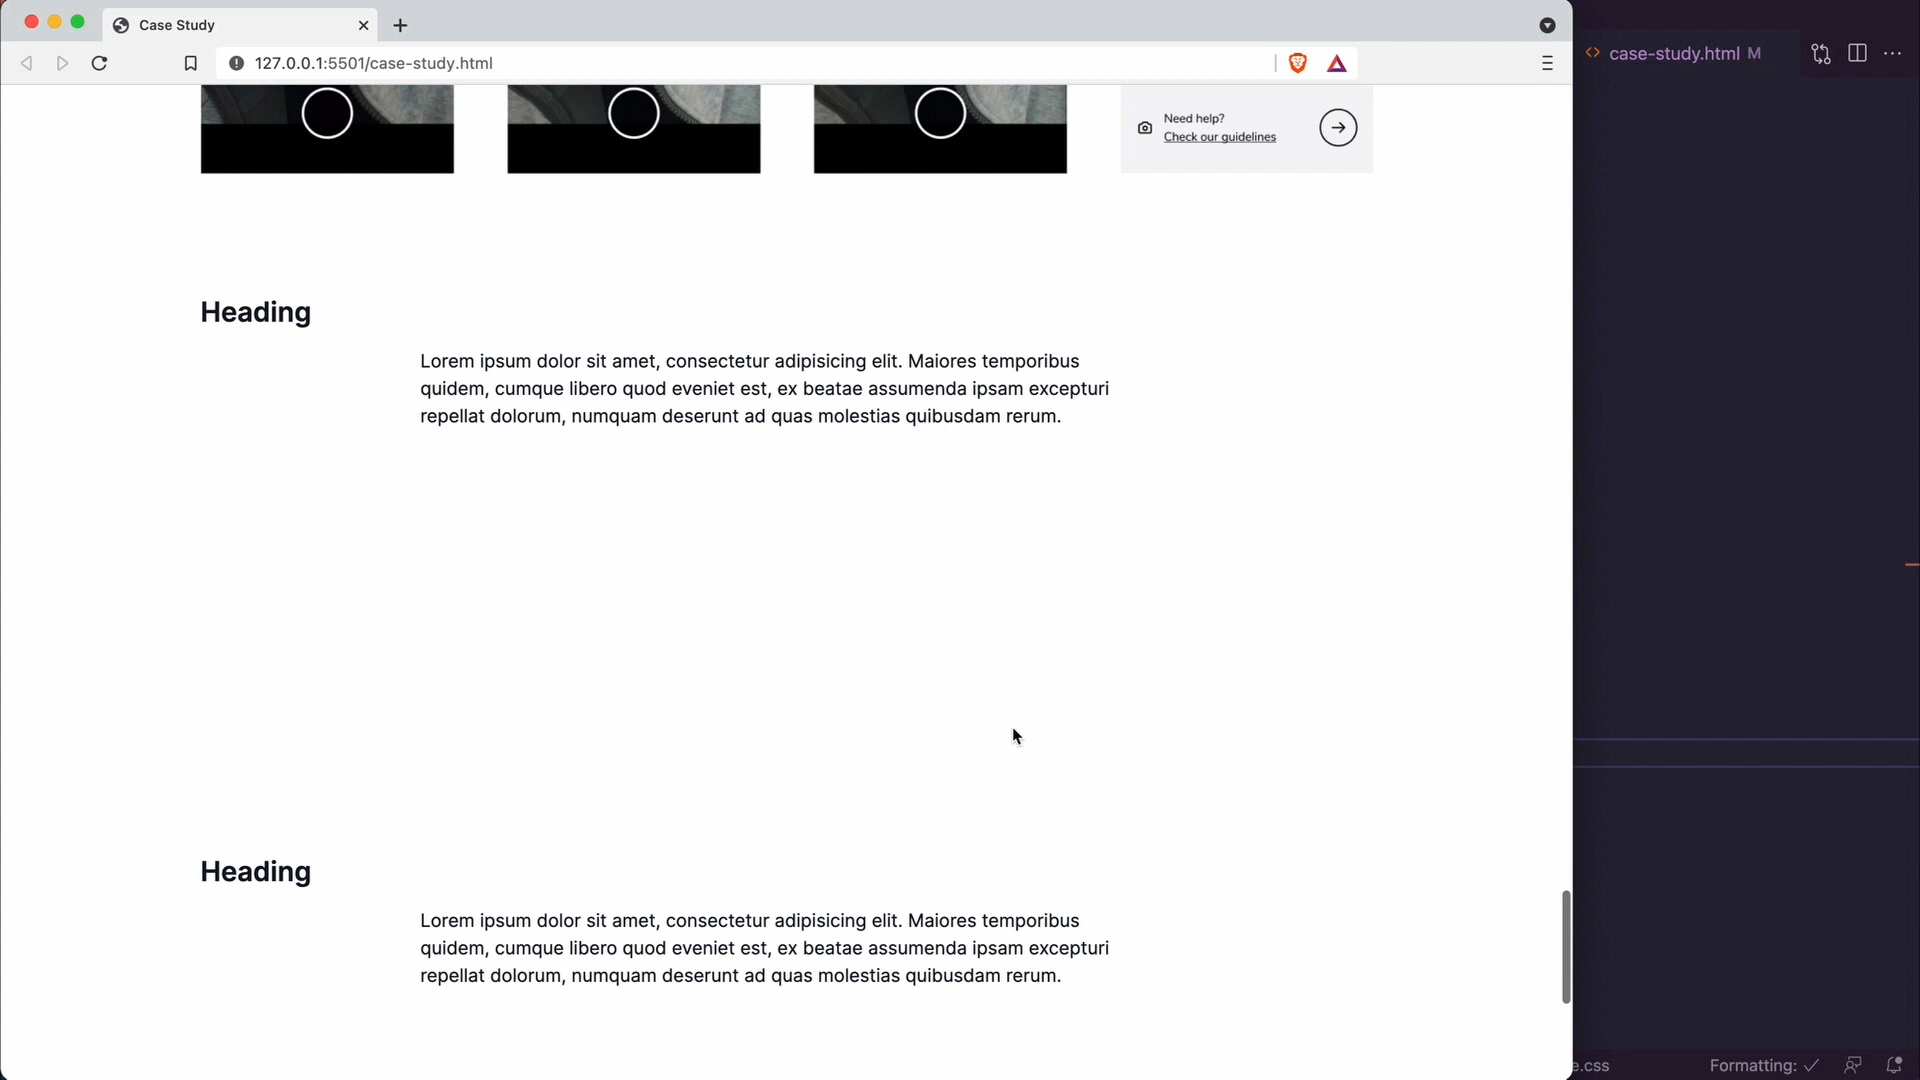 Case Study
127.0.0.1:5501/case-study.html
case-study.html M
Need help?
Check our guidelines
Heading
Lorem ipsum dolor sit amet, consectetur adipisicing elit. Maiores temporibus
quidem, cumque libero quod eveniet est, ex beatae assumenda ipsam excepturi
repellat dolorum, numquam deserunt ad quas molestias quibusdam rerum.
Heading
Lorem ipsum dolor sit amet, consectetur adipisicing elit. Maiores temporibus
quidem, cumque libero quod eveniet est, ex beatae assumenda ipsam excepturi
repellat dolorum, numquam deserunt ad quas molestias quibusdam rerum.
e.css
Formatting: ✓